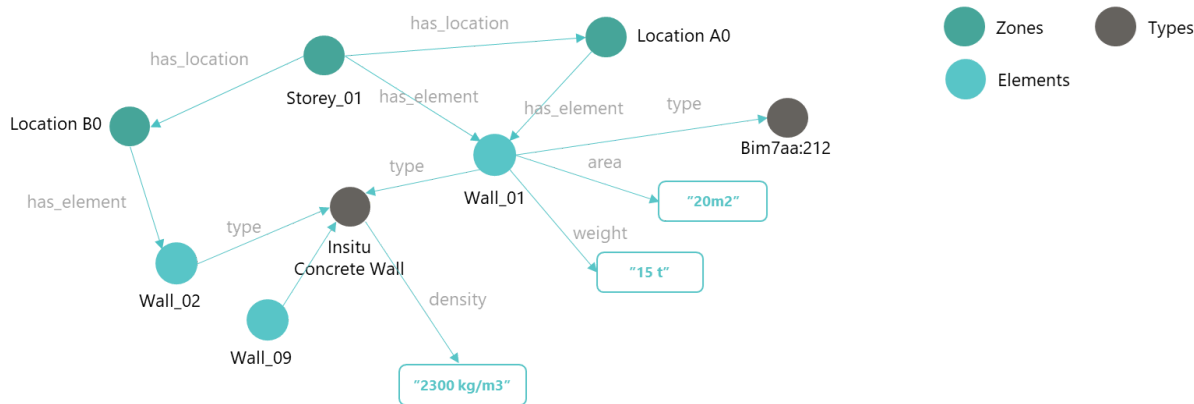 has_location
Location A0
Zones
Types
has_location
Storey_01
has_element
has_element
type
Elements
Location B0
Bim7aa:212
type
area
Wall_01
"20m2"
has_element
type
Insitu
Concrete Wall
weight
"15 t"
Wall_02
density
Wall_09
"2300 kg/m3"